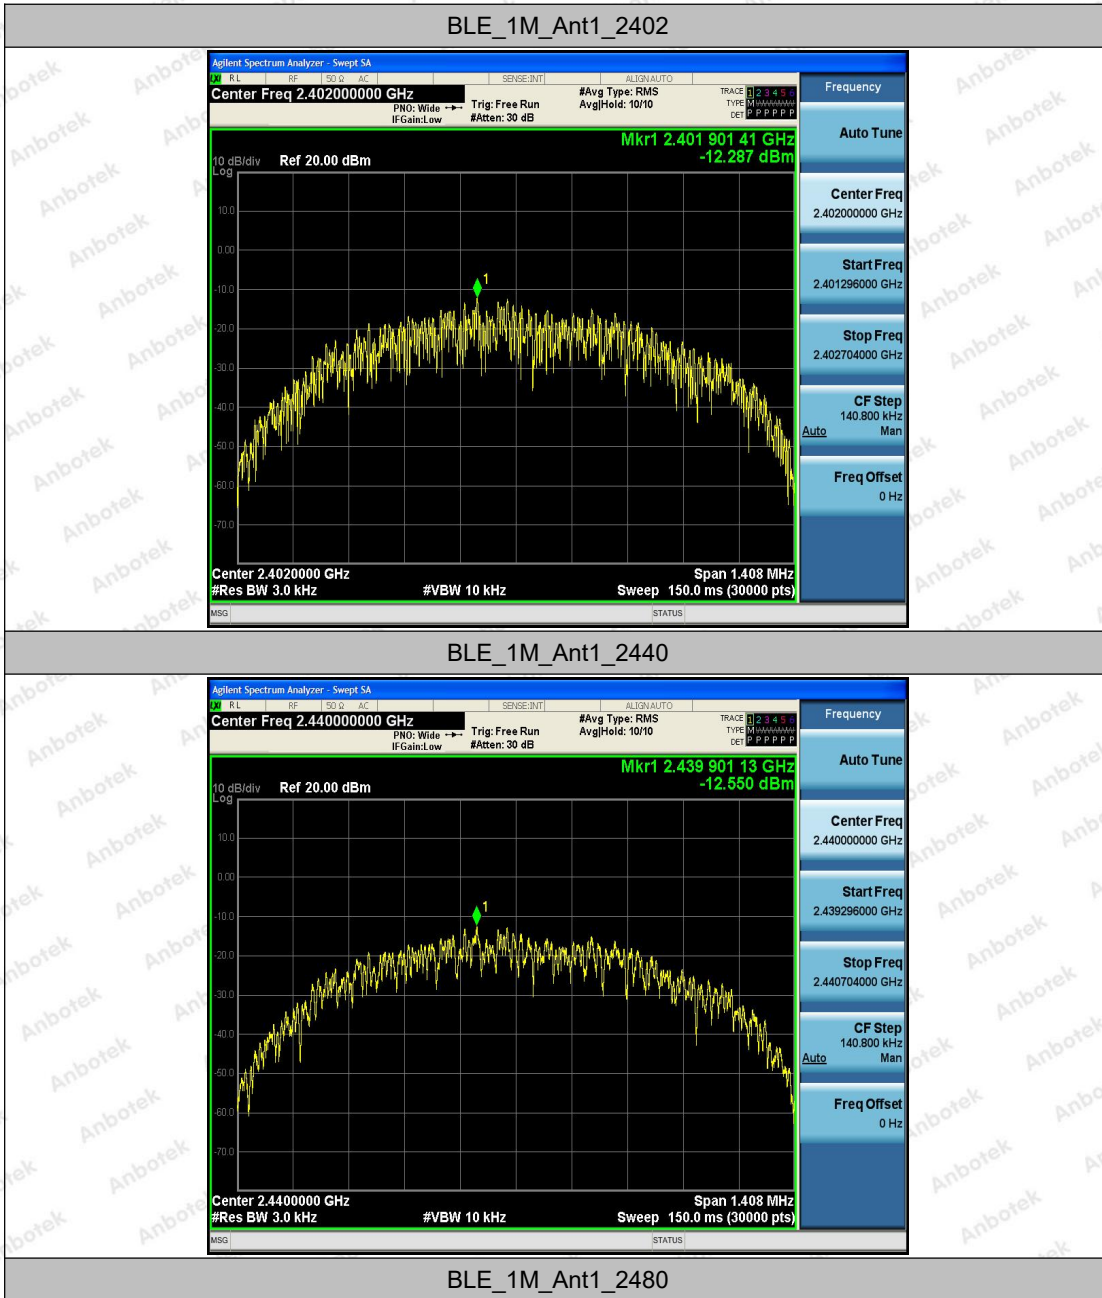 BLE_1M_Ant1_2402
Agilent Spectrum Analyzer - Swept SA
LXI RL RF 50 Ω AC SENSE:INT ALIGNAUTO
Center Freq 2.402000000 GHz
PNO: Wide
IFGain:Low
Trig: Free Run
#Atten: 30 dB
#Avg Type: RMS
Avg|Hold: 10/10
TRACE 1 2 3 4 5 6
TYPE M
DET P P P P P P
Mkr1 2.401 901 41 GHz
-12.287 dBm
10 dB/div Ref 20.00 dBm
Log
10.0
0.00
-10.0
-20.0
-30.0
-40.0
-50.0
-60.0
-70.0
1
Center 2.4020000 GHz Span 1.408 MHz
#Res BW 3.0 kHz #VBW 10 kHz Sweep 150.0 ms (30000 pts)
MSG STATUS
Frequency
Auto Tune
Center Freq
2.402000000 GHz
Start Freq
2.401296000 GHz
Stop Freq
2.402704000 GHz
CF Step
140.800 kHz
Auto Man
Freq Offset
0 Hz
BLE_1M_Ant1_2440
Agilent Spectrum Analyzer - Swept SA
LXI RL RF 50 Ω AC SENSE:INT ALIGNAUTO
Center Freq 2.440000000 GHz
PNO: Wide
IFGain:Low
Trig: Free Run
#Atten: 30 dB
#Avg Type: RMS
Avg|Hold: 10/10
TRACE 1 2 3 4 5 6
TYPE M
DET P P P P P P
Mkr1 2.439 901 13 GHz
-12.550 dBm
10 dB/div Ref 20.00 dBm
Log
10.0
0.00
-10.0
-20.0
-30.0
-40.0
-50.0
-60.0
-70.0
1
Center 2.4400000 GHz Span 1.408 MHz
#Res BW 3.0 kHz #VBW 10 kHz Sweep 150.0 ms (30000 pts)
MSG STATUS
Frequency
Auto Tune
Center Freq
2.440000000 GHz
Start Freq
2.439296000 GHz
Stop Freq
2.440704000 GHz
CF Step
140.800 kHz
Auto Man
Freq Offset
0 Hz
BLE_1M_Ant1_2480
Anbotek